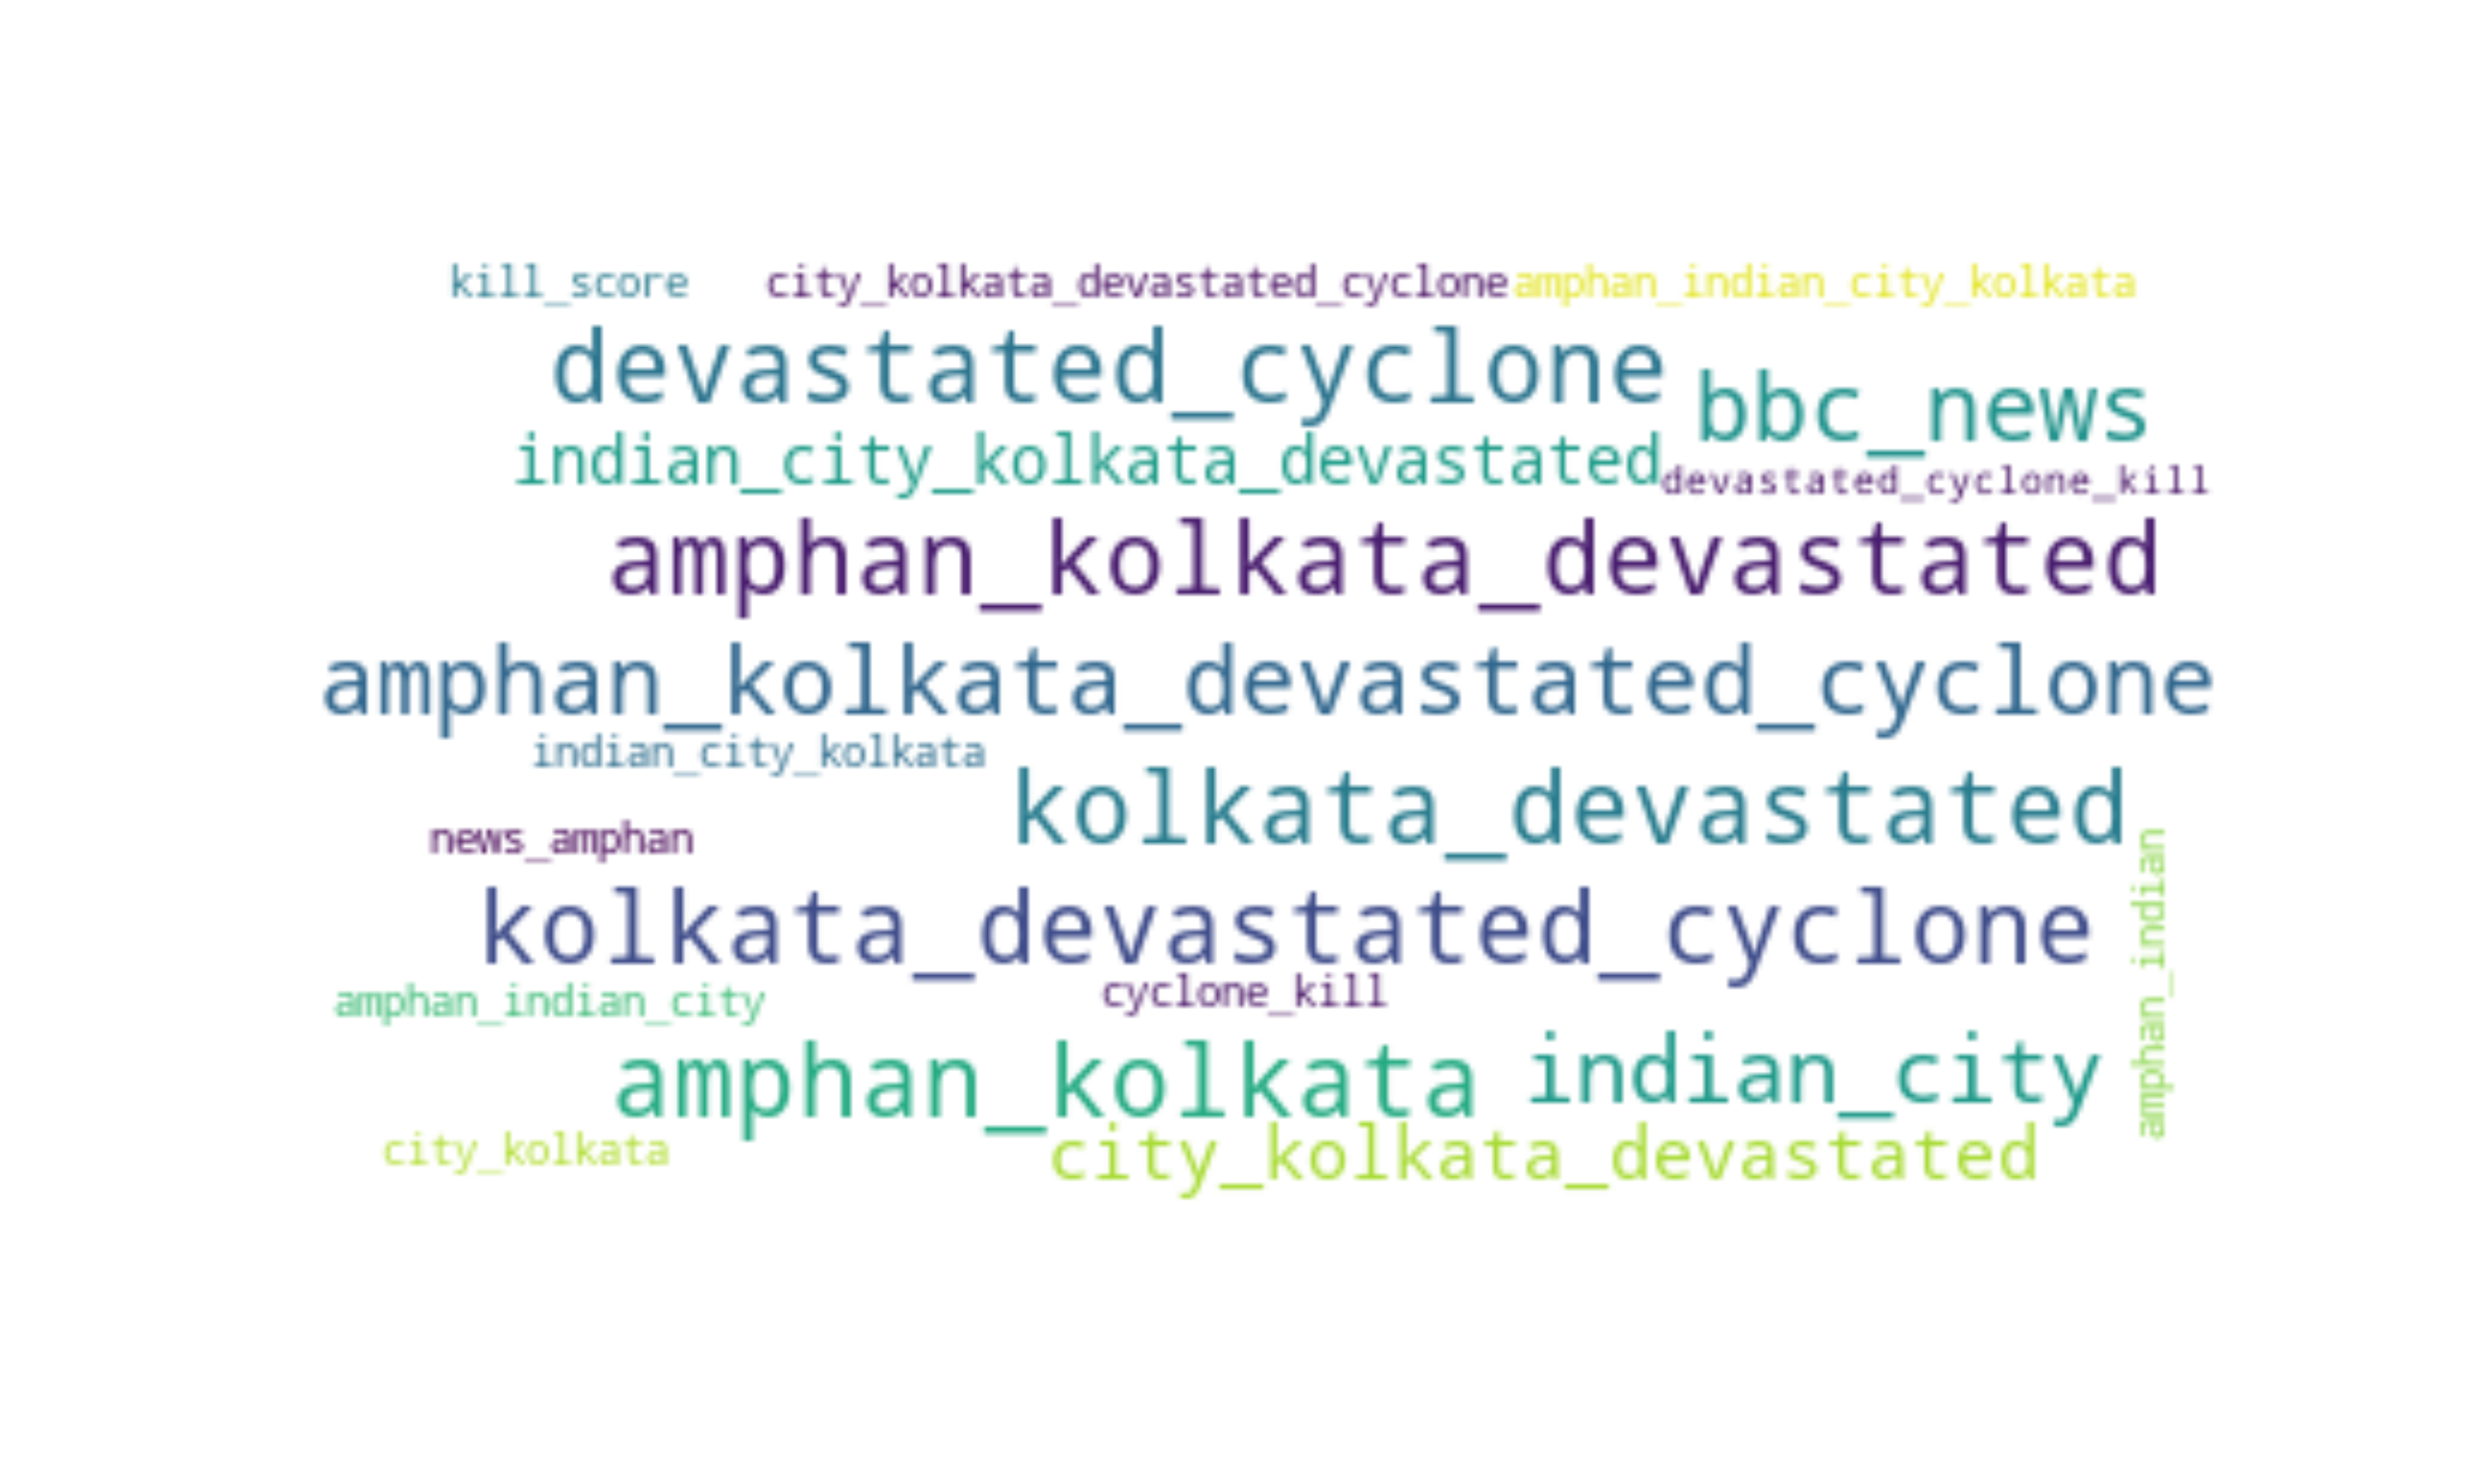 kill_score city_kolkata_devastated_cyclone amphan_indian_city_kolkata
devastated_cyclone bbc_news
indian_city_kolkata_devastated devastated_cyclone_kill
amphan_kolkata_devastated
amphan_kolkata_devastated_cyclone
indian_city_kolkata
kolkata_devastated
news_amphan
amphan_indian
kolkata_devastated_cyclone
amphan_indian_city cyclone_kill
amphan_kolkata indian_city
city_kolkata city_kolkata_devastated